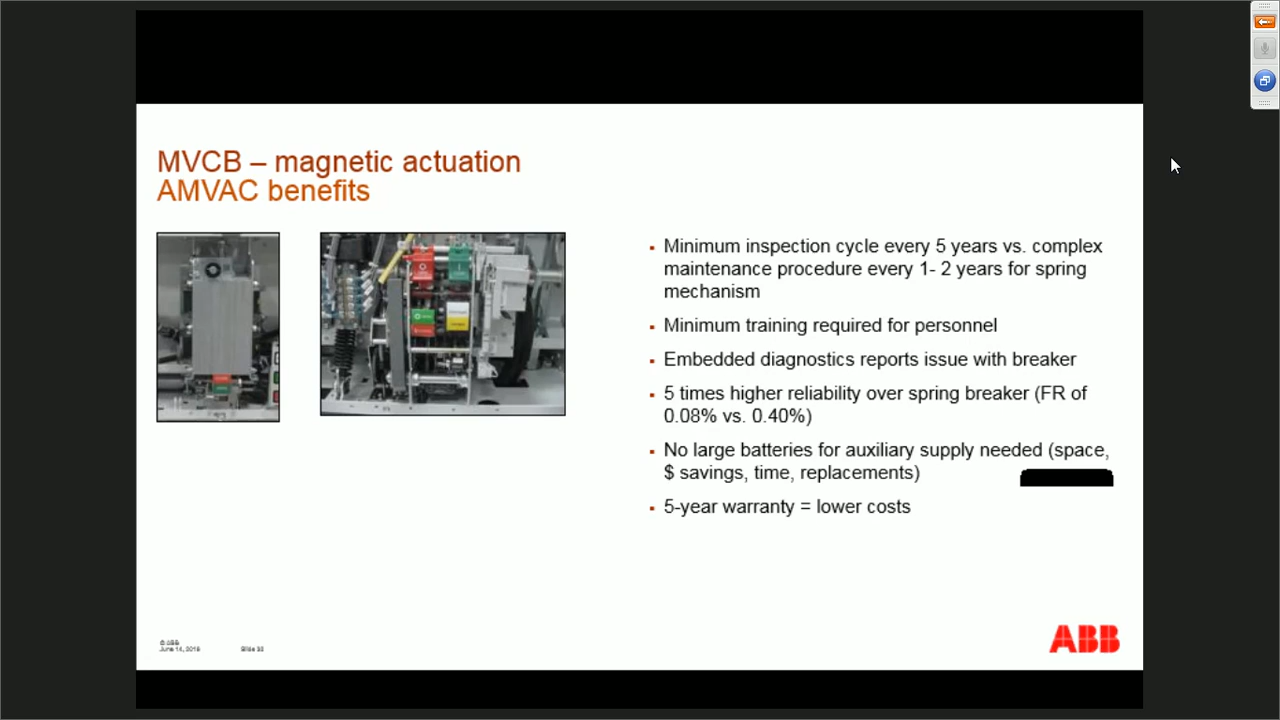 MVCB – magnetic actuation
AMVAC benefits
▪ Minimum inspection cycle every 5 years vs. complex
maintenance procedure every 1- 2 years for spring
mechanism
▪ Minimum training required for personnel
▪ Embedded diagnostics reports issue with breaker
▪ 5 times higher reliability over spring breaker (FR of
0.08% vs. 0.40%)
▪ No large batteries for auxiliary supply needed (space,
$ savings, time, replacements)
▪ 5-year warranty = lower costs
© ABB
ABB